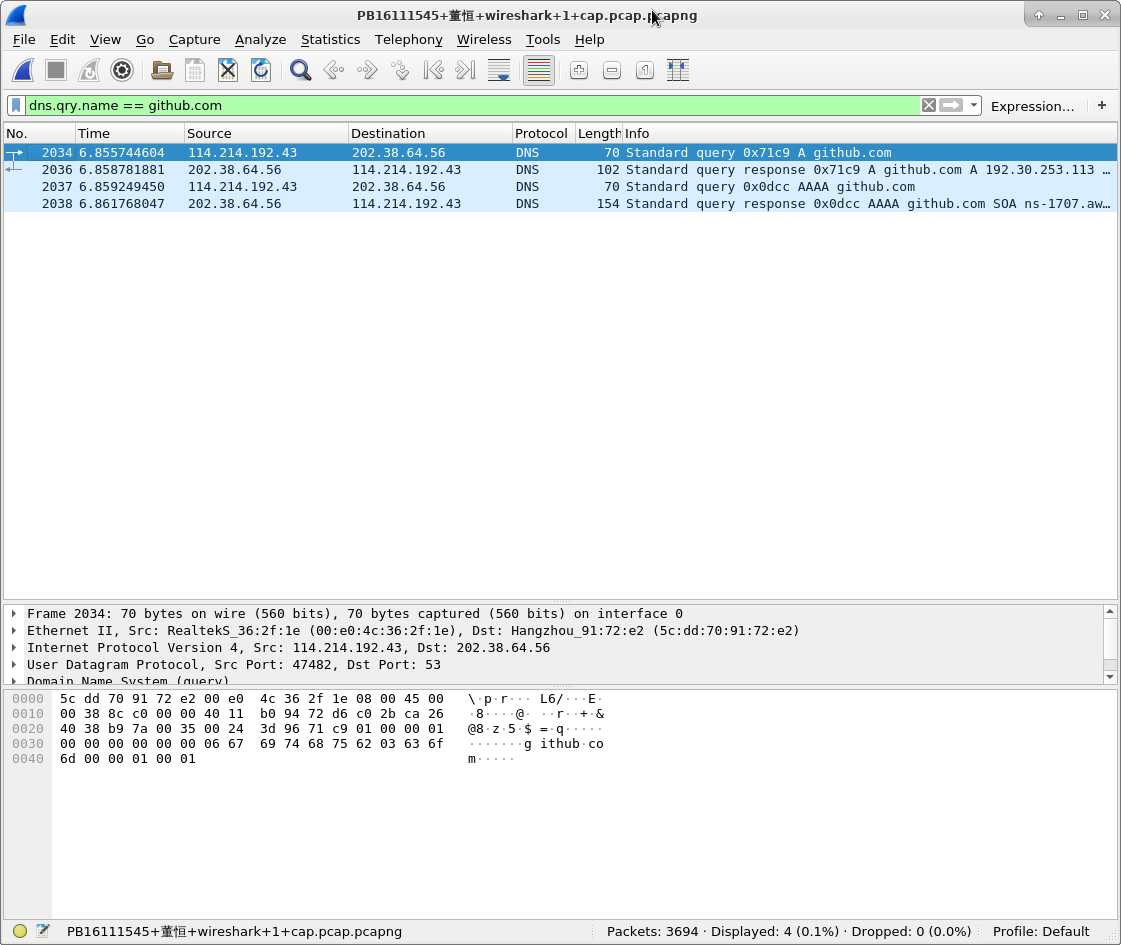 PB16111545+董恒+wireshark+1+cap.pcap.pcapng
File Edit View Go Capture Analyze Statistics Telephony Wireless Tools Help
dns.qry.name == github.com Expression… +
No. Time Source Destination Protocol Length Info
2034 6.855744604 114.214.192.43 202.38.64.56 DNS 70 Standard query 0x71c9 A github.com
2036 6.858781881 202.38.64.56 114.214.192.43 DNS 102 Standard query response 0x71c9 A github.com A 192.30.253.113 …
2037 6.859249450 114.214.192.43 202.38.64.56 DNS 70 Standard query 0x0dcc AAAA github.com
2038 6.861768047 202.38.64.56 114.214.192.43 DNS 154 Standard query response 0x0dcc AAAA github.com SOA ns-1707.aw…
Frame 2034: 70 bytes on wire (560 bits), 70 bytes captured (560 bits) on interface 0
Ethernet II, Src: RealtekS_36:2f:1e (00:e0:4c:36:2f:1e), Dst: Hangzhou_91:72:e2 (5c:dd:70:91:72:e2)
Internet Protocol Version 4, Src: 114.214.192.43, Dst: 202.38.64.56
User Datagram Protocol, Src Port: 47482, Dst Port: 53
Domain Name System (query)
0000 5c dd 70 91 72 e2 00 e0 4c 36 2f 1e 08 00 45 00 \·p·r··· L6/···E·
0010 00 38 8c c0 00 00 40 11 b0 94 72 d6 c0 2b ca 26 ·8····@· ··r··+·&
0020 40 38 b9 7a 00 35 00 24 3d 96 71 c9 01 00 00 01 @8·z·5·$ =·q·····
0030 00 00 00 00 00 00 06 67 69 74 68 75 62 03 63 6f ·······g ithub·co
0040 6d 00 00 01 00 01 m·····
PB16111545+董恒+wireshark+1+cap.pcap.pcapng Packets: 3694 · Displayed: 4 (0.1%) · Dropped: 0 (0.0%) Profile: Default